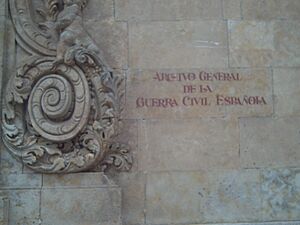 Archivo General
de la
Guerra Civil Española